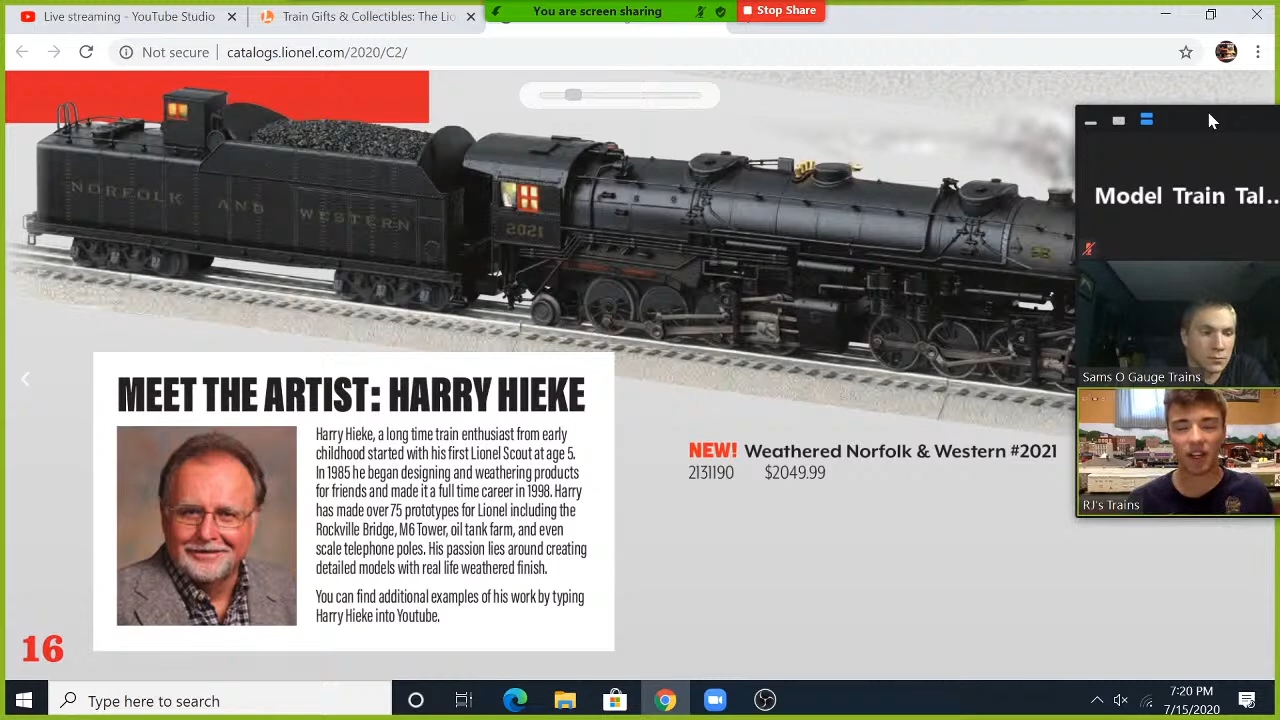 Live streaming - YouTube Studio
Train Gifts & Collectibles: The Lio
You are screen sharing
Stop Share
Not secure
catalogs.lionel.com/2020/C2/
NORFOLK AND WESTERN
2021
Model Train Tal...
Sams O Gauge Trains
RJ's Trains
MEET THE ARTIST: HARRY HIEKE
Harry Hieke, a long time train enthusiast from early
childhood started with his first Lionel Scout at age 5.
In 1985 he began designing and weathering products
for friends and made it a full time career in 1998. Harry
has made over 75 prototypes for Lionel including the
Rockville Bridge, M6 Tower, oil tank farm, and even
scale telephone poles. His passion lies around creating
detailed models with real life weathered finish.
You can find additional examples of his work by typing
Harry Hieke into Youtube.
NEW! Weathered Norfolk & Western #2021
2131190 $2049.99
16
Type here to search
7:20 PM
7/15/2020